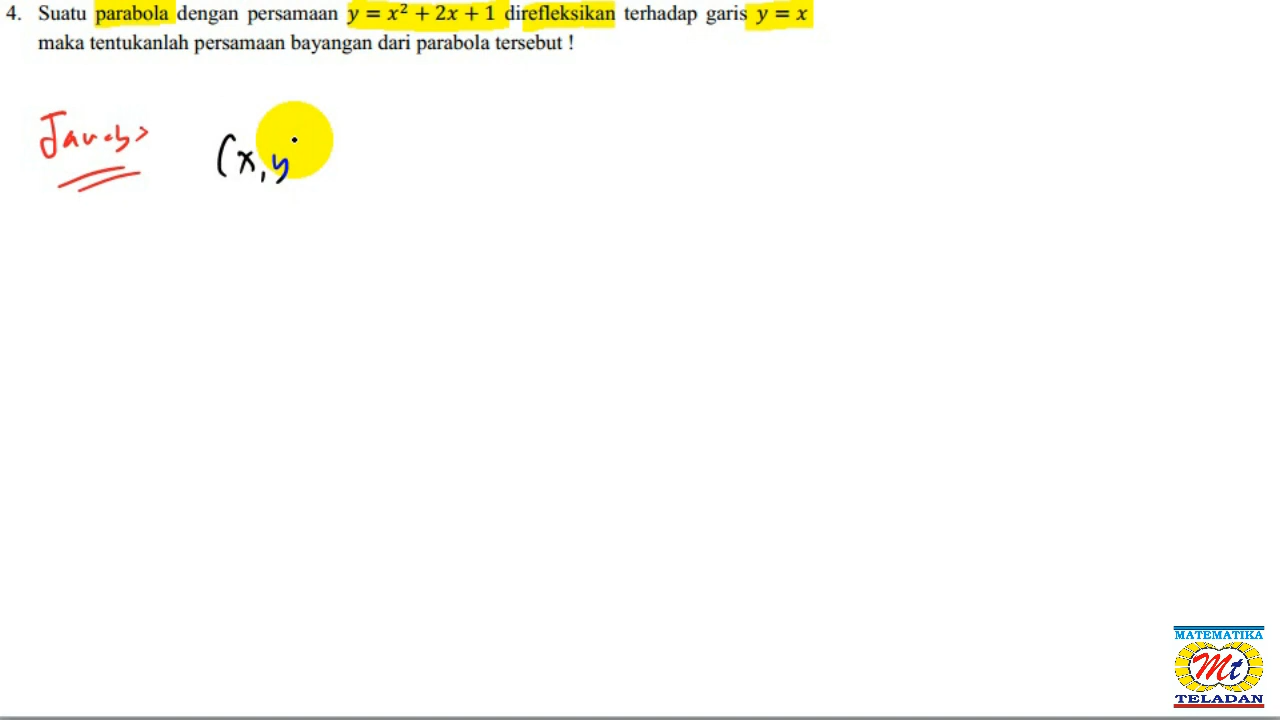 4. Suatu parabola dengan persamaan y = x² + 2x + 1 direfleksikan terhadap garis y = x
maka tentukanlah persamaan bayangan dari parabola tersebut !
Jawab>
(x,y
MATEMATIKA
Mt
TELADAN